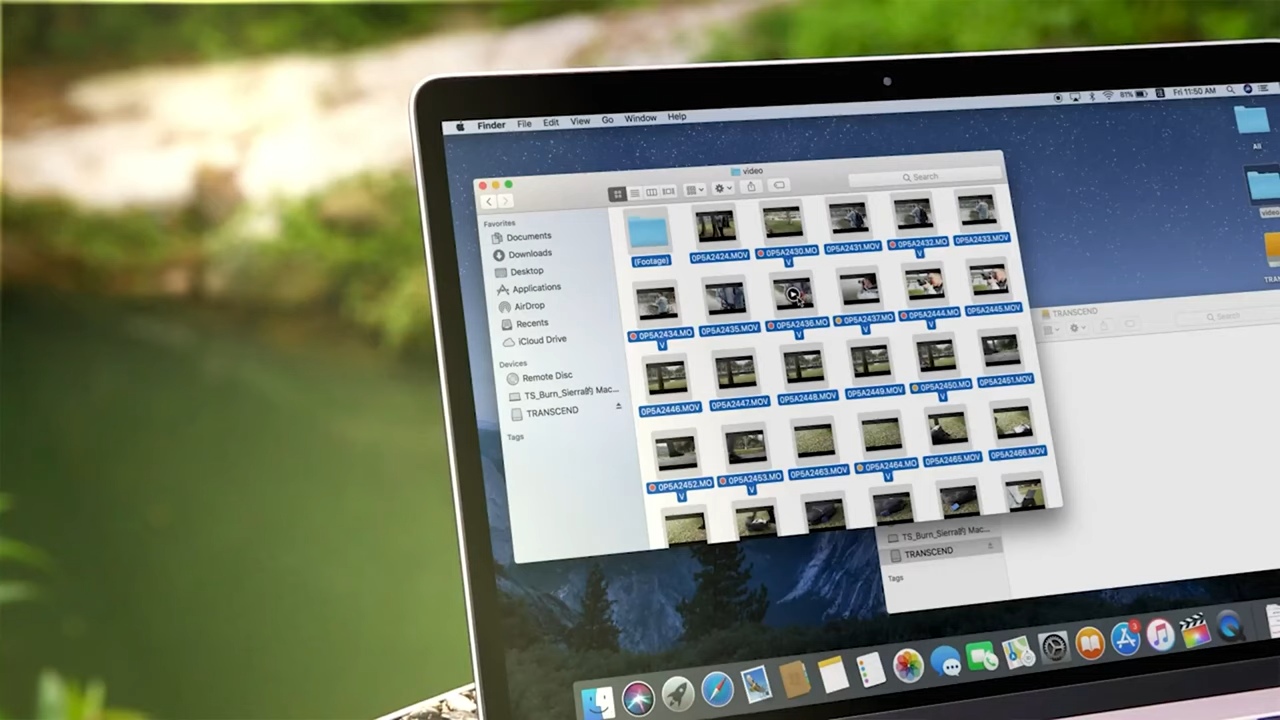 Finder File Edit View Go Window Help
81% Fri 11:50 AM
All
video
Search
Favorites
Documents
Downloads
Desktop
Applications
AirDrop
Recents
iCloud Drive
Devices
Remote Disc
TS_Burn_Sierra的 Mac...
TRANSCEND
Tags
(Footage) 0P5A2424.MOV 0P5A2430.MOV 0P5A2431.MOV 0P5A2432.MOV 0P5A2433.MOV
0P5A2434.MOV 0P5A2435.MOV 0P5A2436.MOV 0P5A2437.MOV 0P5A2444.MOV 0P5A2445.MOV
0P5A2446.MOV 0P5A2447.MOV 0P5A2448.MOV 0P5A2449.MOV 0P5A2450.MOV 0P5A2451.MOV
0P5A2452.MOV 0P5A2453.MOV 0P5A2463.MOV 0P5A2464.MOV 0P5A2465.MOV 0P5A2466.MOV
video
TRAN
TRANSCEND
Search
TS_Burn_Sierra的 Mac...
TRANSCEND
Tags
3